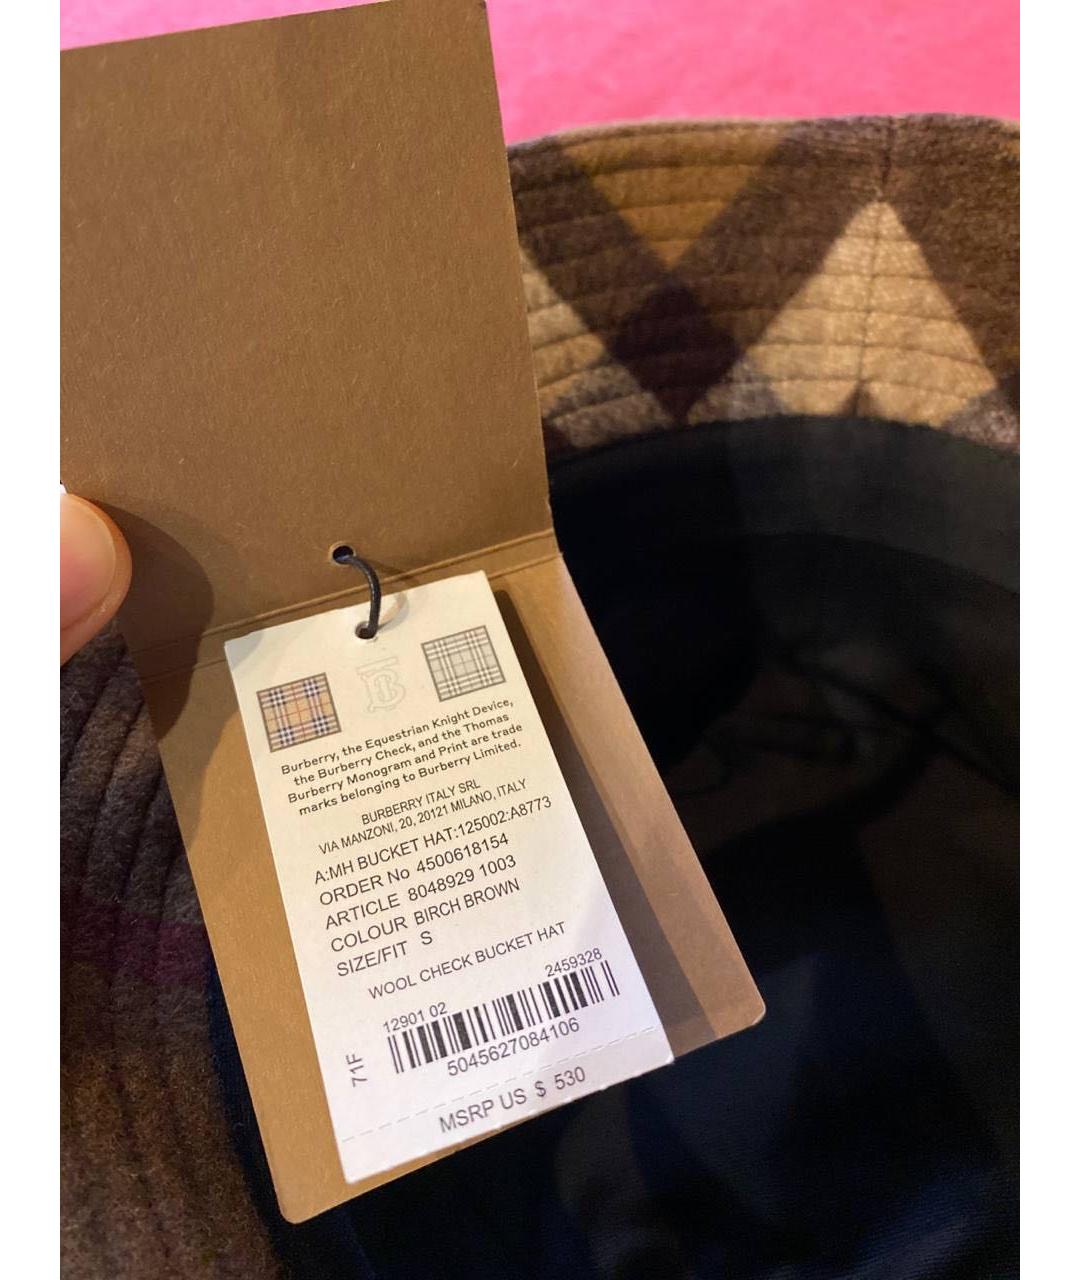 Burberry, the Equestrian Knight Device,
the Burberry Check, and the Thomas
Burberry Monogram and Print are trade
marks belonging to Burberry Limited.
BURBERRY ITALY SRL
VIA MANZONI, 20, 20121 MILANO, ITALY
A:MH BUCKET HAT:125002:A8773
ORDER No 4500618154
ARTICLE 8048929 1003
COLOUR BIRCH BROWN
SIZE/FIT S
WOOL CHECK BUCKET HAT
12901 02 2459328
71F
5045627084106
MSRP US $ 530